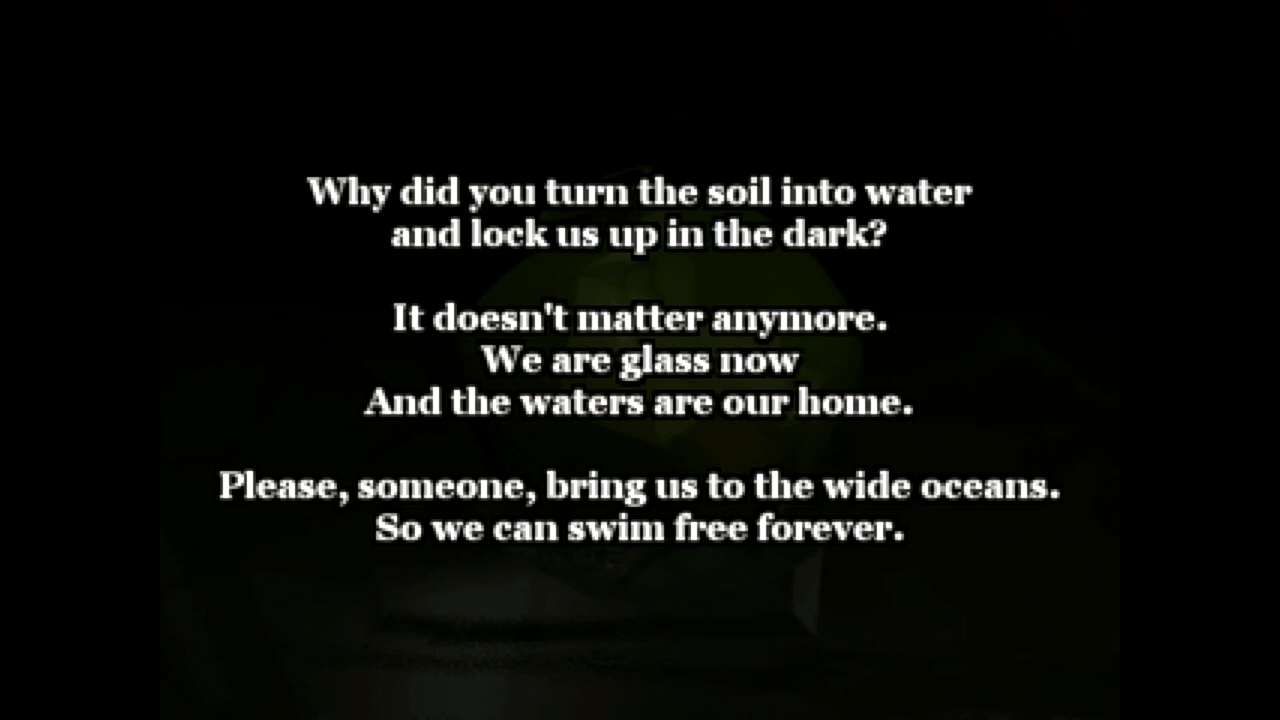 Why did you turn the soil into water
and lock us up in the dark?
It doesn't matter anymore.
We are glass now
And the waters are our home.
Please, someone, bring us to the wide oceans.
So we can swim free forever.